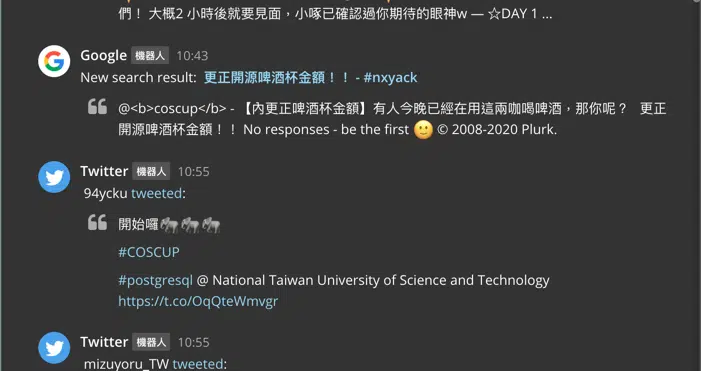 們！ 大概2 小時後就要見面，小啄已確認過你期待的眼神w — ☆DAY 1 ...
Google 機器人 10:43
New search result: 更正開源啤酒杯金額！！ - #nxyack
@<b>coscup</b> - 【內更正啤酒杯金額】有人今晚已經在用這兩咖喝啤酒，那你呢？ 更正
開源啤酒杯金額！！ No responses - be the first 🙂 © 2008-2020 Plurk.
Twitter 機器人 10:55
94ycku tweeted:
開始囉🐘🐘🐘
#COSCUP
#postgresql @ National Taiwan University of Science and Technology
https://t.co/OqQteWmvgr
Twitter 機器人 10:55
mizuyoru_TW tweeted: